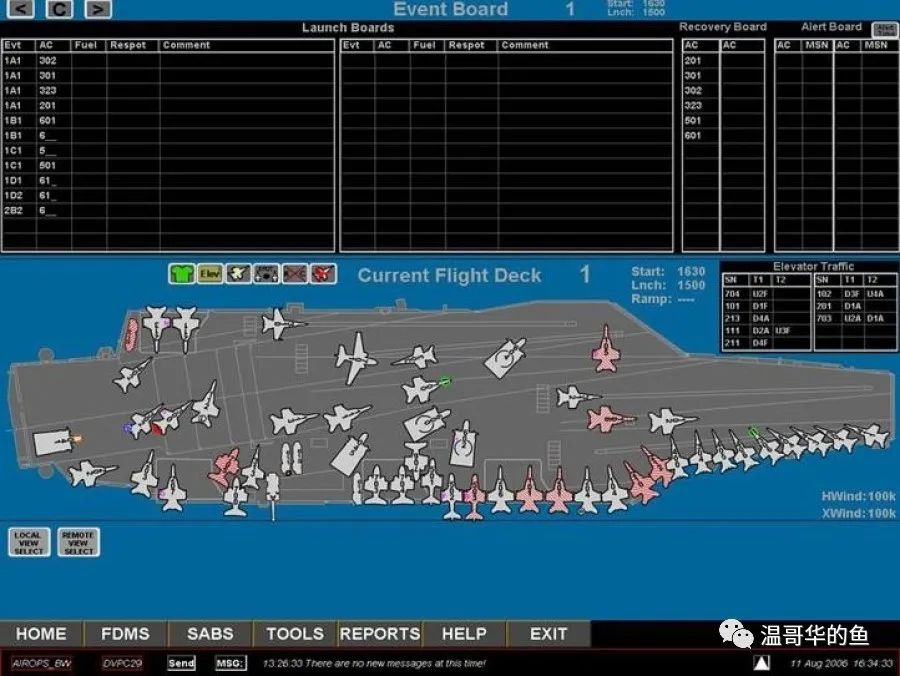 < C > Event Board 1 Start: 1630
Lnch: 1500
Launch Boards Recovery Board Alert Board
Evt AC Fuel Respot Comment Evt AC Fuel Respot Comment AC AC AC MSN AC MSN
1A1 302 201
1A1 301 301
1A1 323 302
1A1 201 323
1B1 601 501
1B1 6__ 601
1C1 5__
1C1 501
1D1 61_
1D2 61_
2B2 6__
Elev Current Flight Deck 1
Start: 1630
Lnch: 1500
Ramp: ----
Elevator Traffic
SN T1 T2 SN T1 T2
704 U2F 102 D3F U4A
101 D1F 201 D1A
213 D4A 703 U2A D1A
111 D2A U3F
211 D4F
HWind: 100k
XWind: 100k
LOCAL VIEW SELECT
REMOTE VIEW SELECT
HOME FDMS SABS TOOLS REPORTS HELP EXIT
温哥华的鱼
AIROPS_BW DVPC29 Send MSG: 13:26:33 There are no new messages at this time! 11 Aug 2006 16:34:33